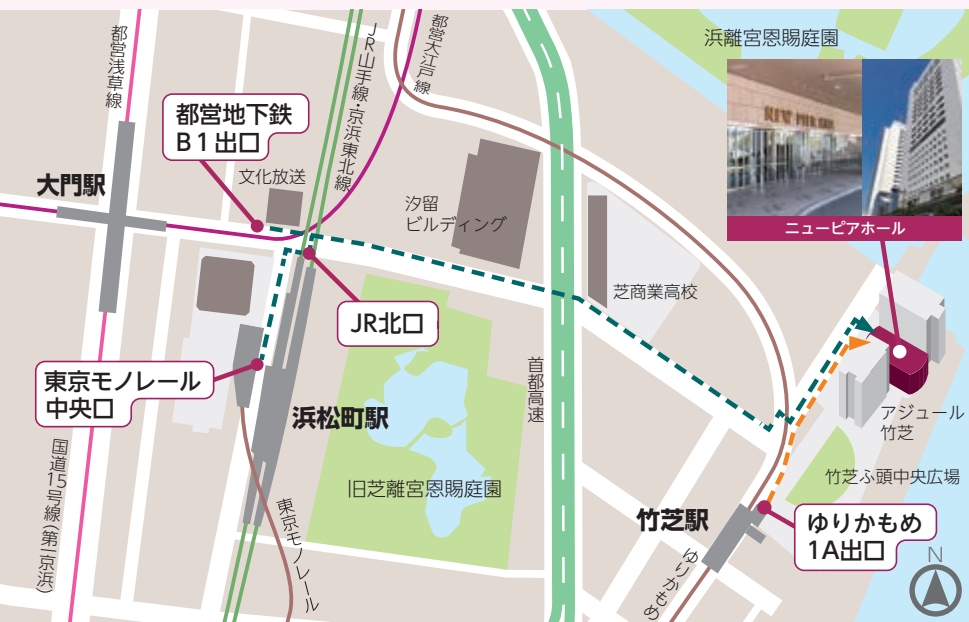 浜離宮恩賜庭園
都営浅草線
JR山手線・京浜東北線
都営大江戸線
都営地下鉄
B1出口
NEW PIER HALL
大門駅
文化放送
汐留
ビルディング
ニューピアホール
芝商業高校
JR北口
東京モノレール
中央口
浜松町駅
首都高速
アジュール
竹芝
国道15号線(第一京浜)
旧芝離宮恩賜庭園
竹芝ふ頭中央広場
東京モノレール
竹芝駅
ゆりかもめ
1A出口
ゆりかもめ
N